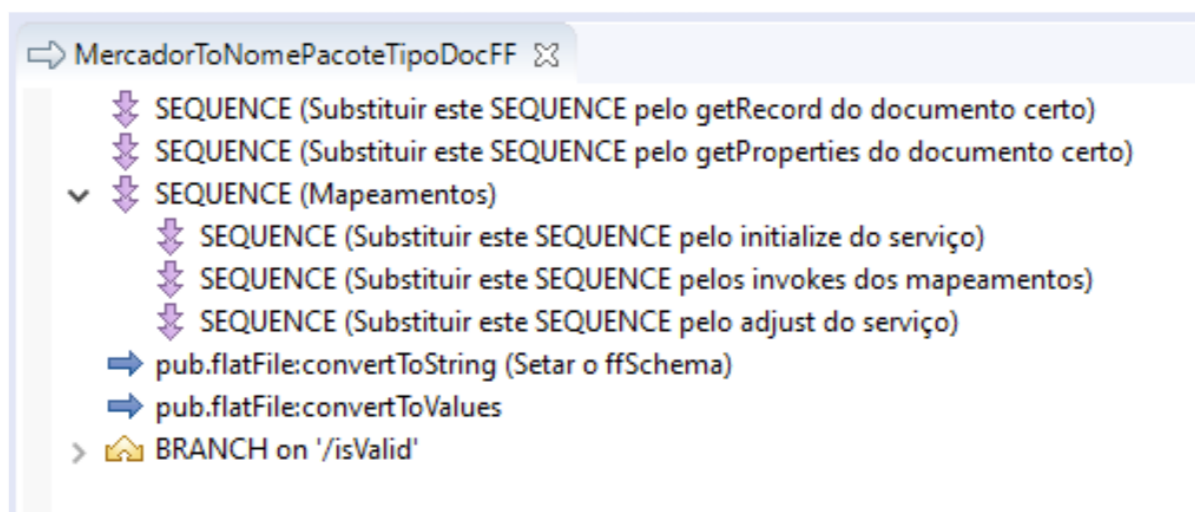 MercadorToNomePacoteTipoDocFF
SEQUENCE (Substituir este SEQUENCE pelo getRecord do documento certo)
SEQUENCE (Substituir este SEQUENCE pelo getProperties do documento certo)
SEQUENCE (Mapeamentos)
SEQUENCE (Substituir este SEQUENCE pelo initialize do serviço)
SEQUENCE (Substituir este SEQUENCE pelos invokes dos mapeamentos)
SEQUENCE (Substituir este SEQUENCE pelo adjust do serviço)
pub.flatFile:convertToString (Setar o ffSchema)
pub.flatFile:convertToValues
BRANCH on '/isValid'